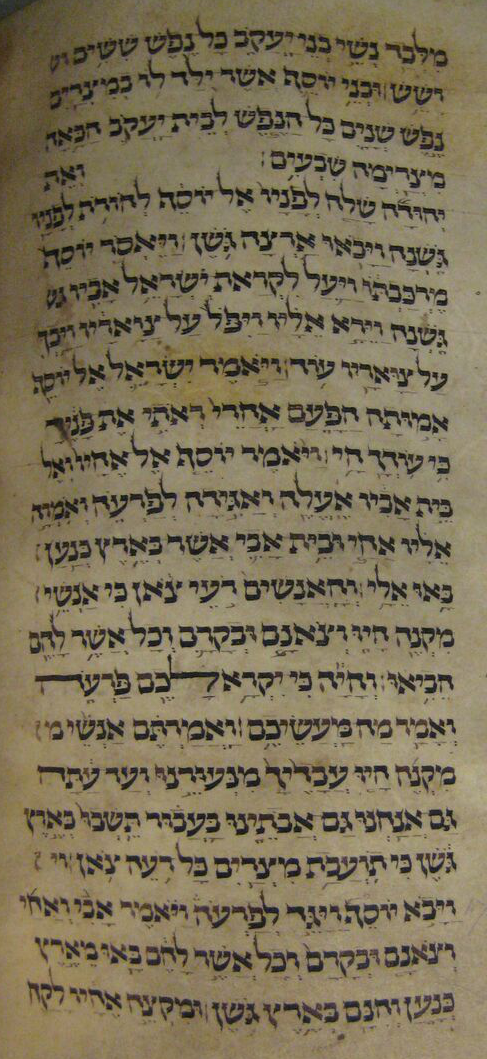 מלבד נשי בני יעקב כל נפש ששים וש
ושש ובני יוסף אשר ילד לו במצרים
נפש שנים כל הנפש לבית יעקב הבאה
מצרימה שבעים ואת
יהודה שלח לפניו אל יוסף להורת לפניו
גשנה ויבאו ארצה גשן ויאסר יוסף
מרכבתו ויעל לקראת ישראל אביו גש
גשנה וירא אליו ויפל על צואריו ויבך
על צואריו עוד ויאמר ישראל אל יוסף
אמותה הפעם אחרי ראתי את פניך
כי עודך חי ויאמר יוסף אל אחיו ואל
בית אביו אעלה ואגידה לפרעה ואמרה
אליו אחי ובית אבי אשר בארץ כנען
באו אלי והאנשים רעי צאן כי אנשי
מקנה היו וצאנם ובקרם וכל אשר להם
הביאו והיה כי יקרא לכם פרעה
ואמר מה מעשיכם ואמרתם אנשי מ
מקנה היו עבדיך מנעורינו ועד עתה
גם אנחנו גם אבתינו בעבור תשבו בארץ
גשן כי תועבת מצרים כל רעה צאן וי
ויבא יוסף ויגד לפרעה ויאמר אבי ואחי
וצאנם ובקרם וכל אשר להם באו מארץ
כנען והנם בארץ גשן ומקצה אחיו לקח